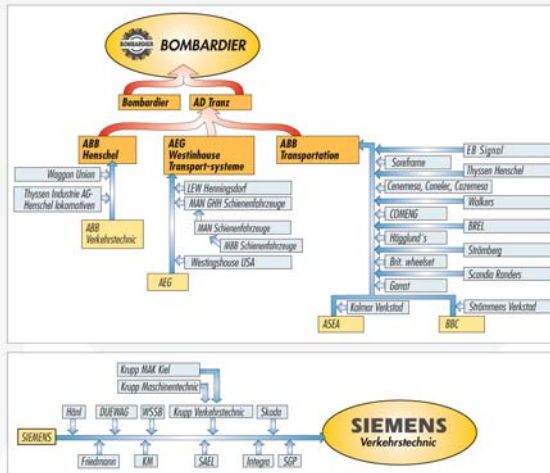 BOMBARDIER
BOMBARDIER
Bombardier
AD Tranz
ABB
Henschel
AEG
Westinhouse
Transport-systeme
ABB
Transportation
Waggon Union
Thyssen Industrie AG-
Henschel lokomotiven
ABB
Verkehrstechnic
LEW Henningsdorf
MAN GHH Schienenfahrzeuge
MAN Schienenfahrzeuge
MBB Schienenfahrzeuge
Westingshouse USA
AEG
EB Signol
Soreframe
Thyssen Henschel
Cenemesa, Conelec, Cozemesa
Walkers
COMENG
BREL
Hägglund's
Strömberg
Brit. wheelset
Scandia Randers
Garrat
Kalmar Verkstad
Strömmens Verkstad
ASEA
BBC
Krupp MAK Kiel
Krupp Maschinentechnic
Hänl
DUEWAG
WSSB
Krupp Verkehrstechnic
Skoda
SIEMENS
SIEMENS
Verkehrstechnic
Friedmann
KM
SAEL
Integra
SGP